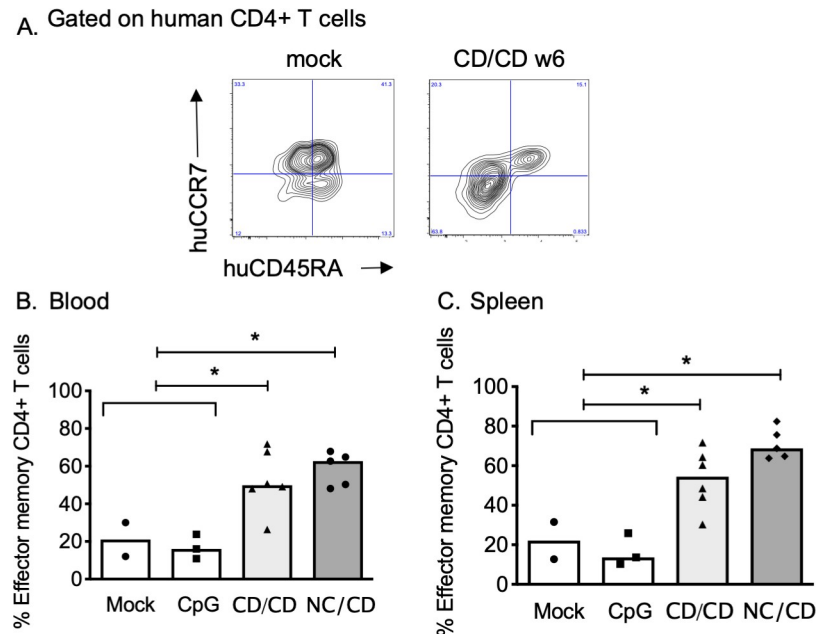 A. Gated on human CD4+ T cells
mock
CD/CD w6
33.3
41.3
20.3
15.1
huCCR7
12
13.3
63.8
0.833
huCD45RA
B. Blood
C. Spleen
% Effector memory CD4+ T cells
100
80
60
40
20
0
*
*
Mock
CpG
CD/CD
NC/CD
% Effector memory CD4+ T cells
100
80
60
40
20
0
*
*
Mock
CpG
CD/CD
NC/CD